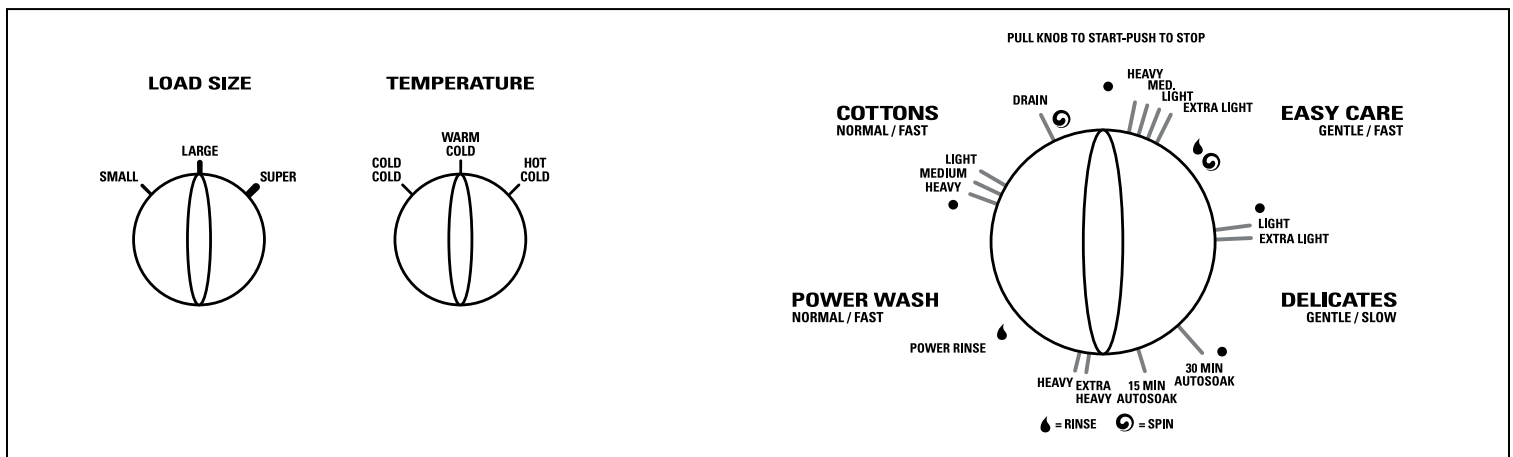 PULL KNOB TO START-PUSH TO STOP
LOAD SIZE
SMALL
LARGE
SUPER
TEMPERATURE
COLD
COLD
WARM
COLD
HOT
COLD
COTTONS
NORMAL / FAST
LIGHT
MEDIUM
HEAVY
DRAIN
HEAVY
MED.
LIGHT
EXTRA LIGHT
EASY CARE
GENTLE / FAST
LIGHT
EXTRA LIGHT
DELICATES
GENTLE / SLOW
30 MIN
AUTOSOAK
15 MIN
AUTOSOAK
EXTRA
HEAVY
HEAVY
POWER RINSE
POWER WASH
NORMAL / FAST
= RINSE
= SPIN